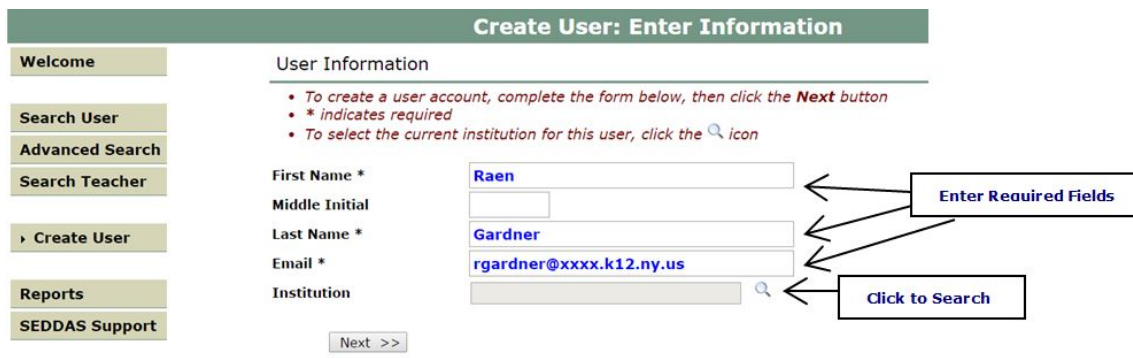 Create User: Enter Information
Welcome
Search User
Advanced Search
Search Teacher
Create User
Reports
SEDDAS Support
User Information
• To create a user account, complete the form below, then click the Next button
• * indicates required
• To select the current institution for this user, click the icon
First Name * Raen
Middle Initial
Last Name * Gardner
Email * rgardner@xxxx.k12.ny.us
Institution
Next >>
Enter Required Fields
Click to Search